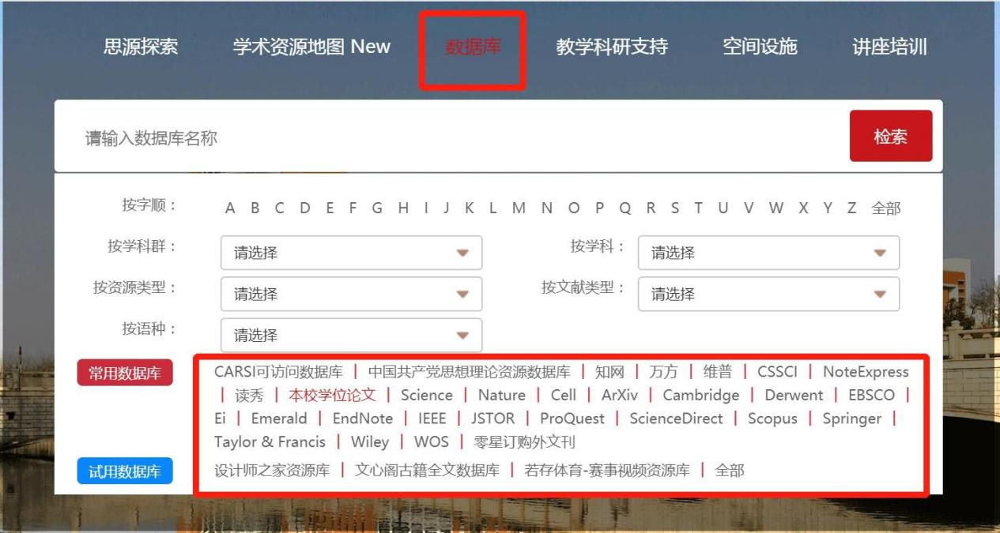 思源探索 学术资源地图 New 数据库 教学科研支持 空间设施 讲座培训
请输入数据库名称 检索
按字顺： A B C D E F G H I J K L M N O P Q R S T U V W X Y Z 全部
按学科群： 请选择 按学科： 请选择
按资源类型： 请选择 按文献类型： 请选择
按语种： 请选择
常用数据库 CARSI可访问数据库 | 中国共产党思想理论资源数据库 | 知网 | 万方 | 维普 | CSSCI | NoteExpress
| 读秀 | 本校学位论文 | Science | Nature | Cell | ArXiv | Cambridge | Derwent | EBSCO |
Ei | Emerald | EndNote | IEEE | JSTOR | ProQuest | ScienceDirect | Scopus | Springer |
Taylor & Francis | Wiley | WOS | 零星订购外文刊
试用数据库 设计师之家资源库 | 文心阁古籍全文数据库 | 若存体育-赛事视频资源库 | 全部